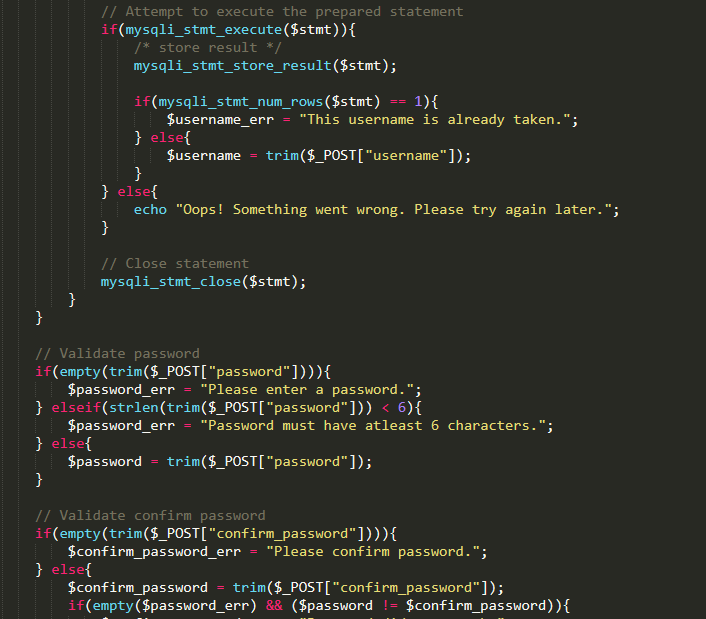 // Attempt to execute the prepared statement
if(mysqli_stmt_execute($stmt)){
/* store result */
mysqli_stmt_store_result($stmt);
if(mysqli_stmt_num_rows($stmt) == 1){
$username_err = "This username is already taken.";
} else{
$username = trim($_POST["username"]);
}
} else{
echo "Oops! Something went wrong. Please try again later.";
}
// Close statement
mysqli_stmt_close($stmt);
}
}
// Validate password
if(empty(trim($_POST["password"]))){
$password_err = "Please enter a password.";
} elseif(strlen(trim($_POST["password"])) < 6){
$password_err = "Password must have atleast 6 characters.";
} else{
$password = trim($_POST["password"]);
}
// Validate confirm password
if(empty(trim($_POST["confirm_password"]))){
$confirm_password_err = "Please confirm password.";
} else{
$confirm_password = trim($_POST["confirm_password"]);
if(empty($password_err) && ($password != $confirm_password)){